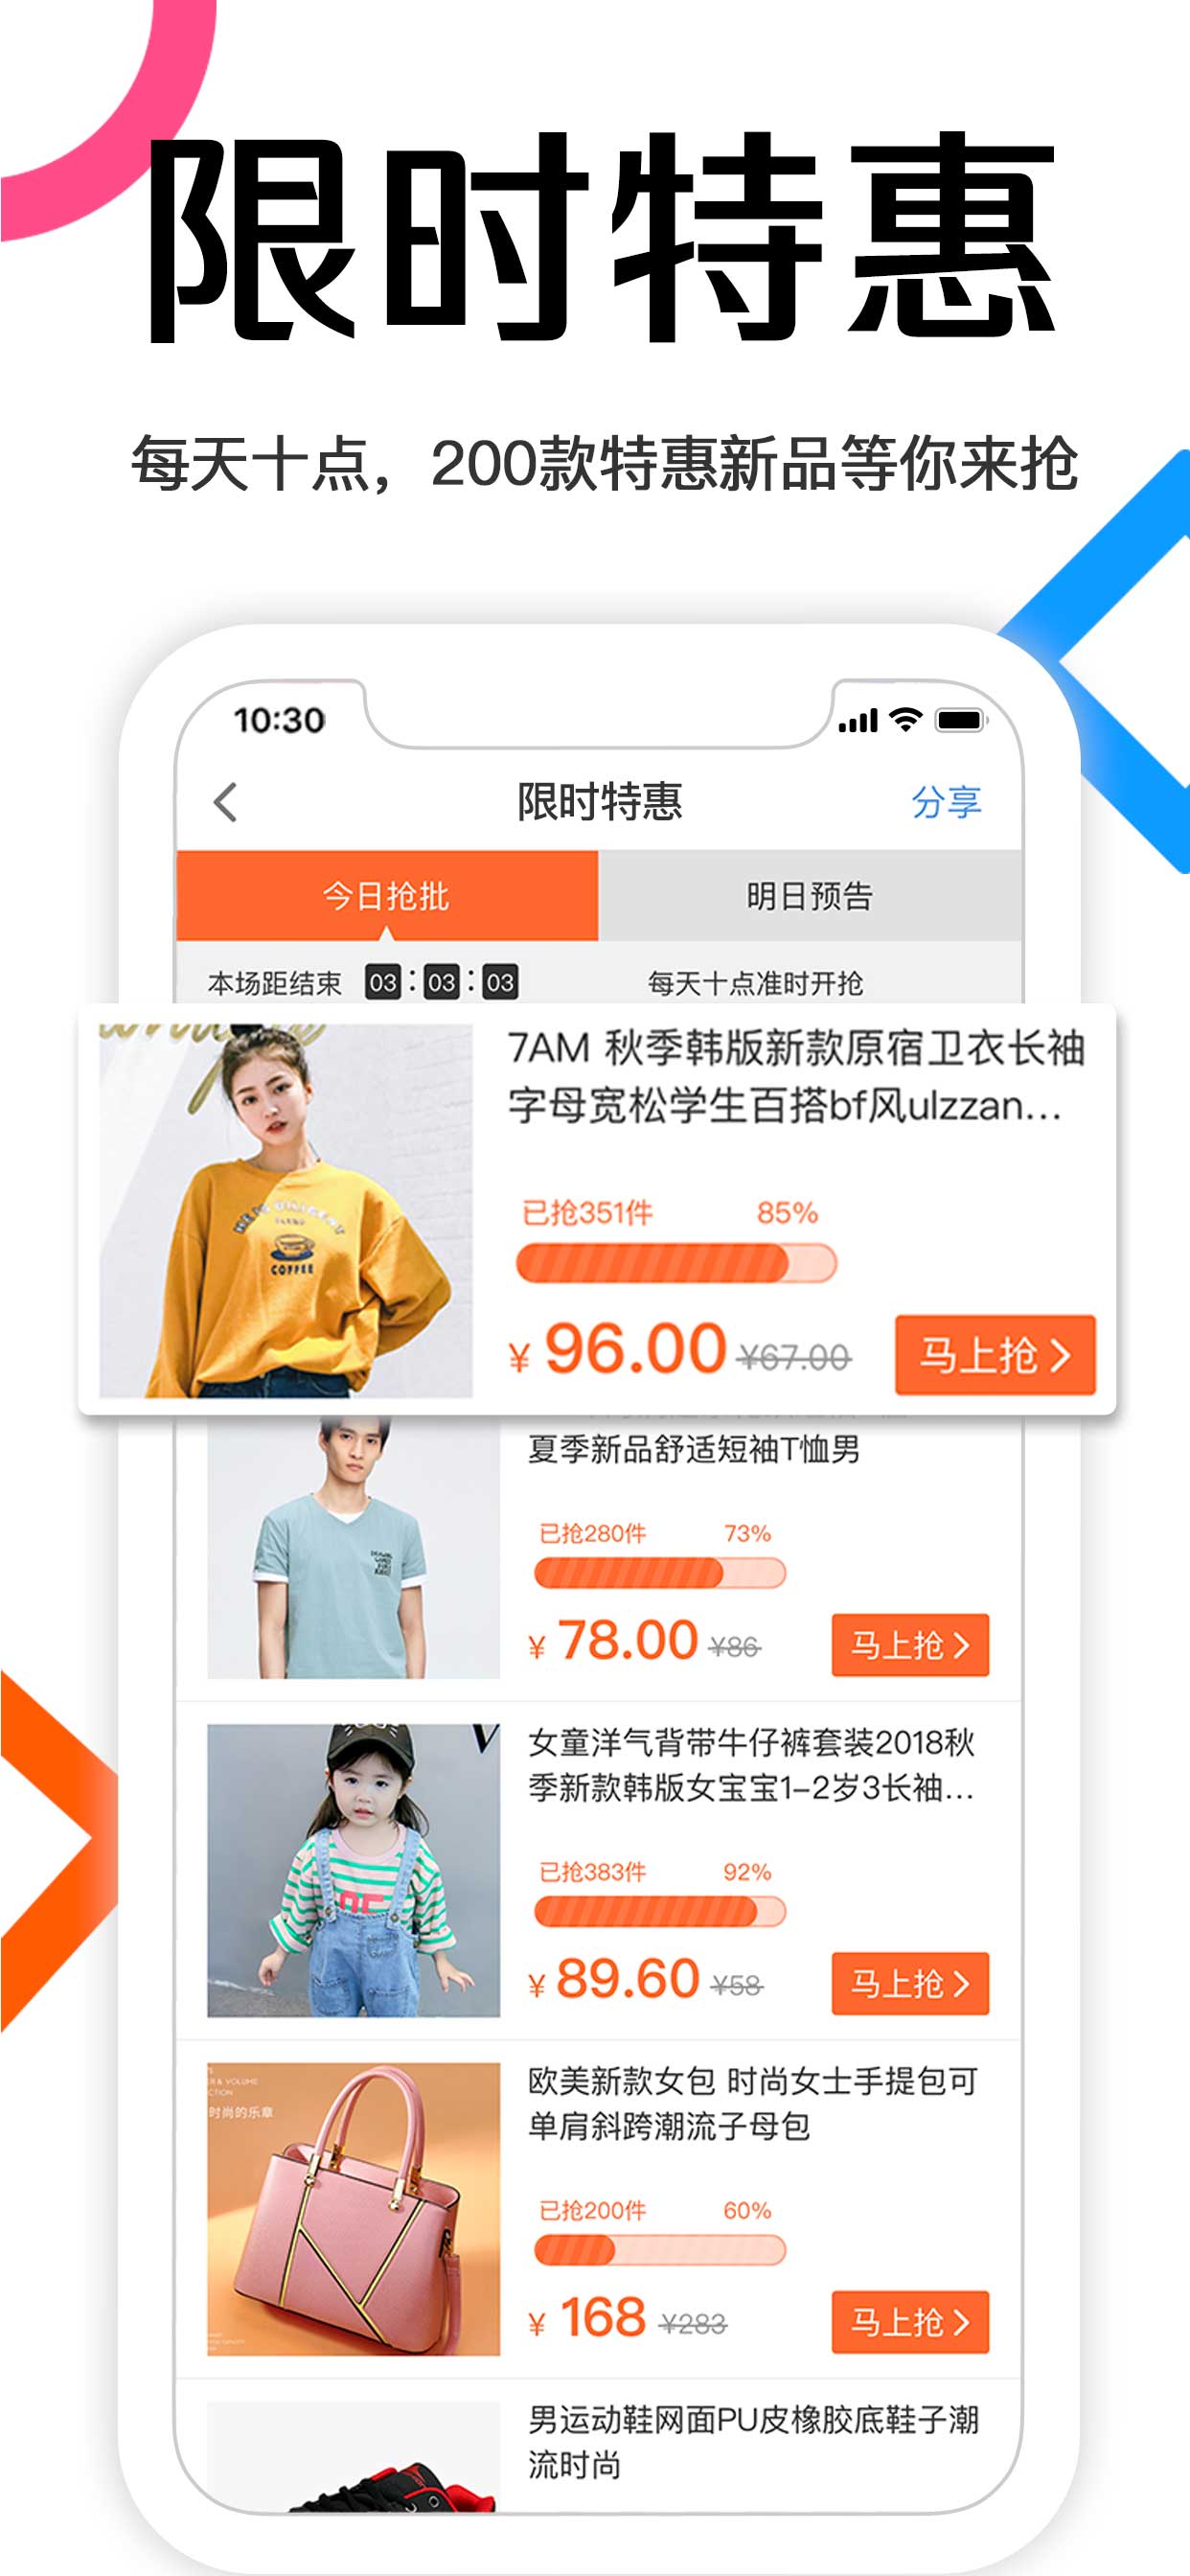 限时特惠
每天十点，200款特惠新品等你来抢
10:30
限时特惠
分享
今日抢批
明日预告
本场距结束 03:03:03
每天十点准时开抢
7AM 秋季韩版新款原宿卫衣长袖
字母宽松学生百搭bf风ulzzan...
已抢351件 85%
¥ 96.00 ¥67.00
马上抢
COFFEE
夏季新品舒适短袖T恤男
已抢280件 73%
¥ 78.00 ¥86
马上抢
女童洋气背带牛仔裤套装2018秋
季新款韩版女宝宝1-2岁3长袖...
已抢383件 92%
¥ 89.60 ¥58
马上抢
& VOLUME
时尚的乐章
欧美新款女包 时尚女士手提包可
单肩斜跨潮流子母包
已抢200件 60%
¥ 168 ¥283
马上抢
男运动鞋网面PU皮橡胶底鞋子潮
流时尚